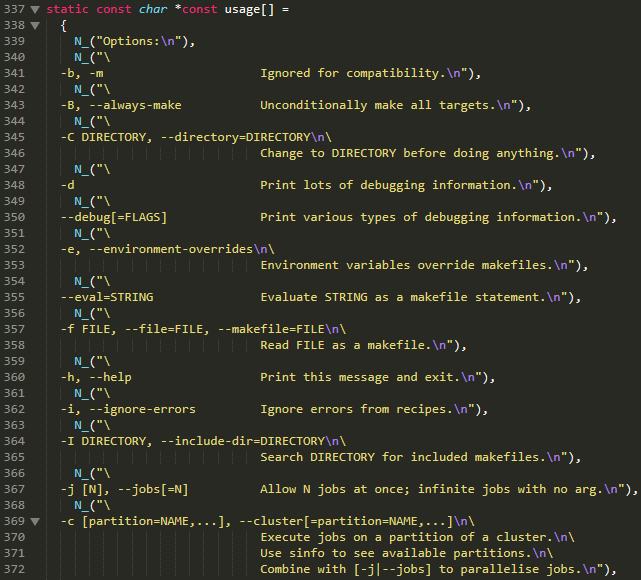 337 static const char *const usage[] =
338 {
339 N_("Options:\n"),
340 N_("\
341 -b, -m                      Ignored for compatibility.\n"),
342 N_("\
343 -B, --always-make           Unconditionally make all targets.\n"),
344 N_("\
345 -C DIRECTORY, --directory=DIRECTORY\n\
346                             Change to DIRECTORY before doing anything.\n"),
347 N_("\
348 -d                          Print lots of debugging information.\n"),
349 N_("\
350 --debug[=FLAGS]             Print various types of debugging information.\n"),
351 N_("\
352 -e, --environment-overrides\n\
353                             Environment variables override makefiles.\n"),
354 N_("\
355 --eval=STRING               Evaluate STRING as a makefile statement.\n"),
356 N_("\
357 -f FILE, --file=FILE, --makefile=FILE\n\
358                             Read FILE as a makefile.\n"),
359 N_("\
360 -h, --help                  Print this message and exit.\n"),
361 N_("\
362 -i, --ignore-errors         Ignore errors from recipes.\n"),
363 N_("\
364 -I DIRECTORY, --include-dir=DIRECTORY\n\
365                             Search DIRECTORY for included makefiles.\n"),
366 N_("\
367 -j [N], --jobs[=N]          Allow N jobs at once; infinite jobs with no arg.\n"),
368 N_("\
369 -c [partition=NAME,...], --cluster[=partition=NAME,...]\n\
370                             Execute jobs on a partition of a cluster.\n\
371                             Use sinfo to see available partitions.\n\
372                             Combine with [-j|--jobs] to parallelise jobs.\n"),